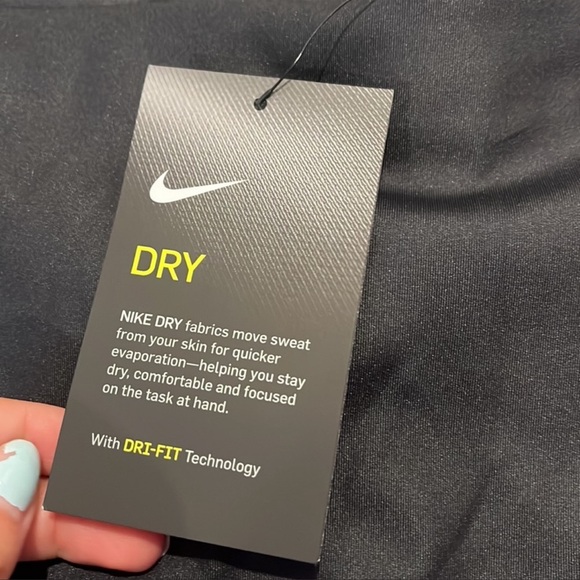 DRY
NIKE DRY fabrics move sweat
from your skin for quicker
evaporation—helping you stay
dry, comfortable and focused
on the task at hand.
With DRI-FIT Technology